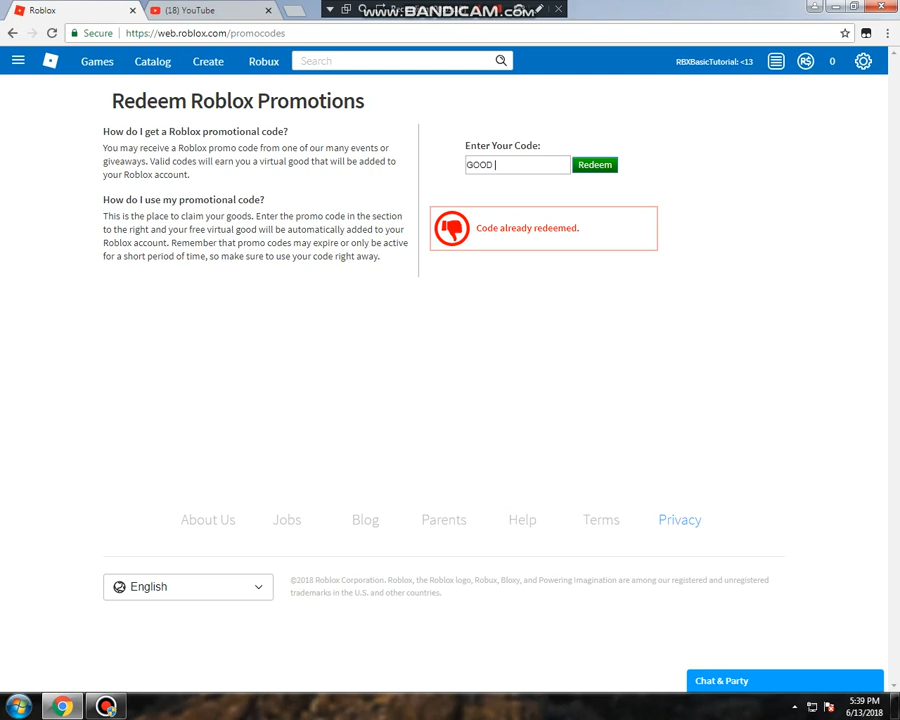 Roblox
(18) YouTube
WWW.BANDICAM.COM
Secure
https://web.roblox.com/promocodes
Games
Catalog
Create
Robux
Search
RBXBasicTutorial: <13
R$
0
Redeem Roblox Promotions
How do I get a Roblox promotional code?
You may receive a Roblox promo code from one of our many events or
giveaways. Valid codes will earn you a virtual good that will be added to
your Roblox account.
How do I use my promotional code?
This is the place to claim your goods. Enter the promo code in the section
to the right and your free virtual good will be automatically added to your
Roblox account. Remember that promo codes may expire or only be active
for a short period of time, so make sure to use your code right away.
Enter Your Code:
GOOD
Redeem
Code already redeemed.
About Us
Jobs
Blog
Parents
Help
Terms
Privacy
English
©2018 Roblox Corporation. Roblox, the Roblox logo, Robux, Bloxy, and Powering Imagination are among our registered and unregistered
trademarks in the U.S. and other countries.
Chat & Party
5:39 PM
6/13/2018